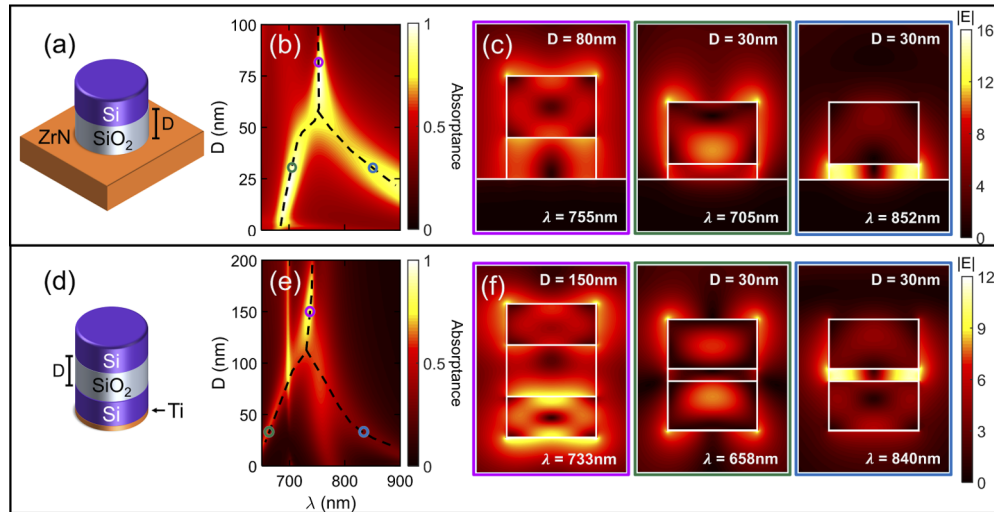 (a)
Si
SiO2
ZrN
D
(b)
D (nm)
100
75
50
25
0
1
0.5
0
Absorptance
(c)
D = 80nm
λ = 755nm
D = 30nm
λ = 705nm
D = 30nm
λ = 852nm
|E|
16
12
8
4
0
(d)
D
Si
SiO2
Si
Ti
(e)
D (nm)
200
150
100
50
0
700 800 900
λ (nm)
1
0.5
0
Absorptance
(f)
D = 150nm
λ = 733nm
D = 30nm
λ = 658nm
D = 30nm
λ = 840nm
|E|
12
9
6
3
0